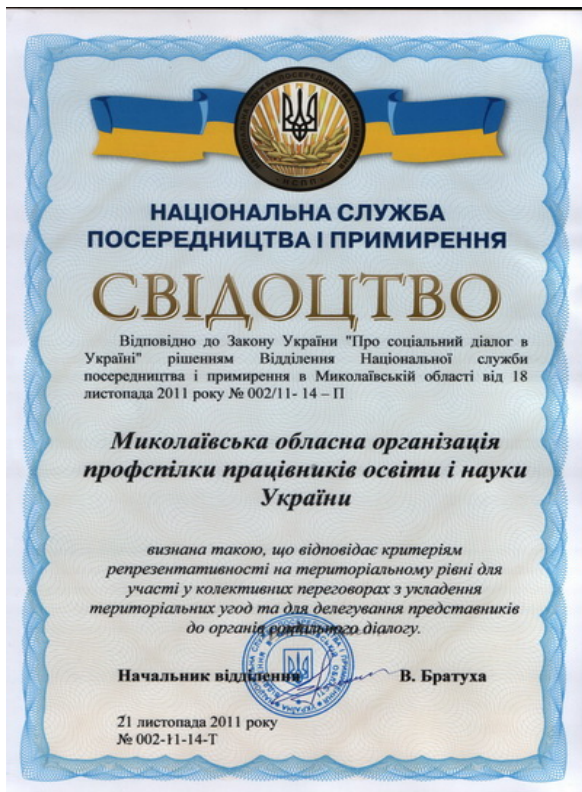 НАЦІОНАЛЬНА СЛУЖБА
ПОСЕРЕДНИЦТВА І ПРИМИРЕННЯ
СВІДОЦТВО
Відповідно до Закону України "Про соціальний діалог в
Україні" рішенням Відділення Національної служби
посередництва і примирення в Миколаївській області від 18
листопада 2011 року № 002/11- 14 – П
Миколаївська обласна організація
профспілки працівників освіти і науки
України
визнана такою, що відповідає критеріям
репрезентативності на територіальному рівні для
участі у колективних переговорах з укладення
територіальних угод та для делегування представників
до органів соціального діалогу.
Начальник відділення В. Братуха
21 листопада 2011 року
№ 002-11-14-Т